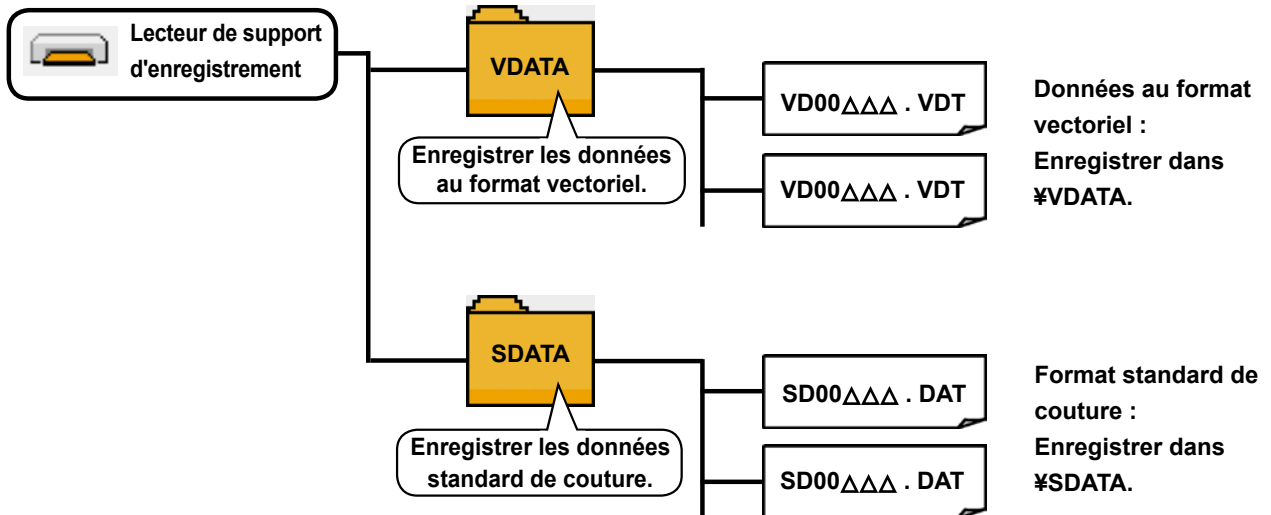 Lecteur de support
d'enregistrement
VDATA
Enregistrer les données
au format vectoriel.
VD00△△△ . VDT
VD00△△△ . VDT
Données au format
vectoriel :
Enregistrer dans
¥VDATA.
SDATA
Enregistrer les données
standard de couture.
SD00△△△ . DAT
SD00△△△ . DAT
Format standard de
couture :
Enregistrer dans
¥SDATA.